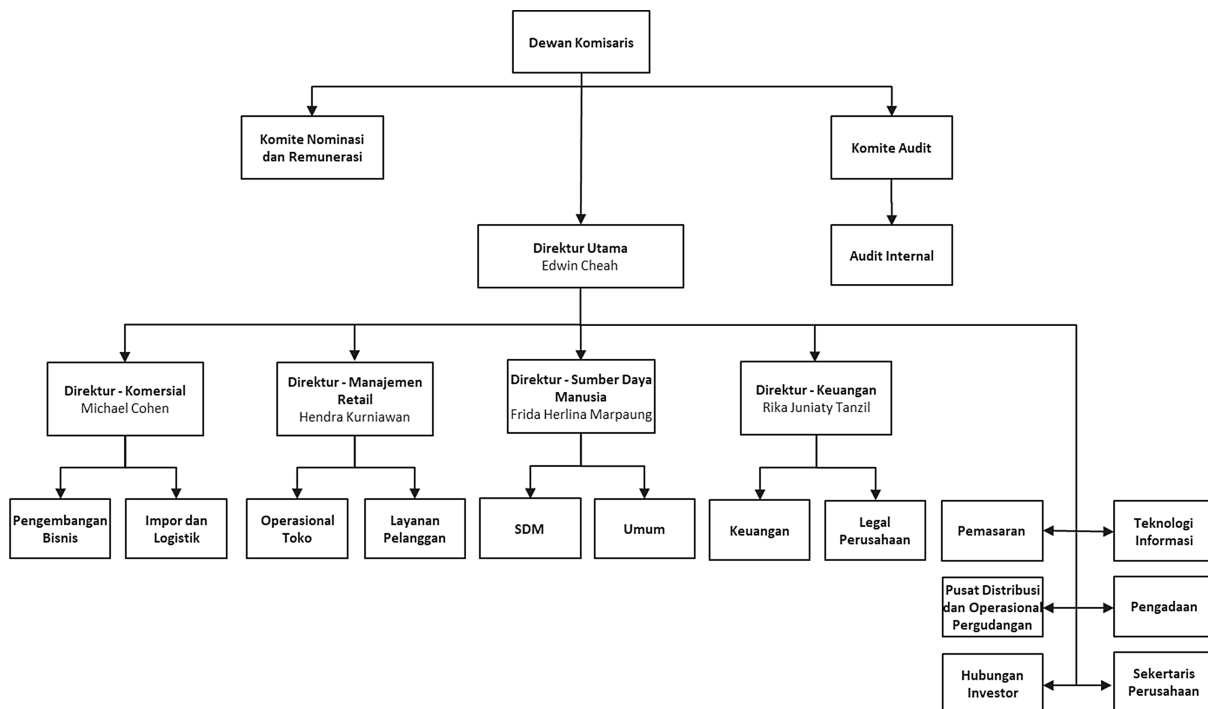 Dewan Komisaris
Komite Nominasi
dan Remunerasi
Komite Audit
Direktur Utama
Edwin Cheah
Audit Internal
Direktur - Komersial
Michael Cohen
Direktur - Manajemen
Retail
Hendra Kurniawan
Direktur - Sumber Daya
Manusia
Frida Herlina Marpaung
Direktur - Keuangan
Rika Juniaty Tanzil
Pengembangan
Bisnis
Impor dan
Logistik
Operasional
Toko
Layanan
Pelanggan
SDM
Umum
Keuangan
Legal
Perusahaan
Pemasaran
Teknologi
Informasi
Pusat Distribusi
dan Operasional
Pergudangan
Pengadaan
Hubungan
Investor
Sekertaris
Perusahaan